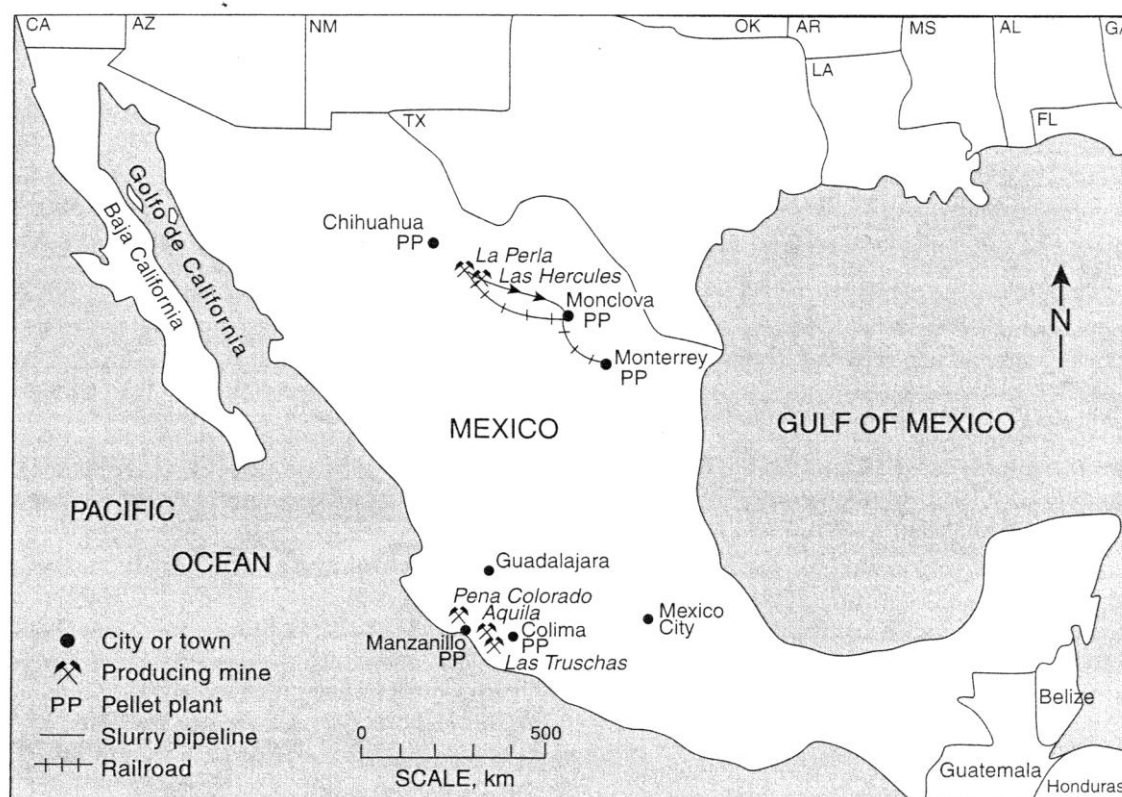 CA
AZ
NM
OK
AR
MS
AL
GA
LA
TX
FL
Golfo de California
Baja California
Chihuahua
PP
La Perla
Las Hercules
Monclova
PP
Monterrey
PP
N
MEXICO
GULF OF MEXICO
PACIFIC
OCEAN
Guadalajara
Pena Colorado
Aquila
Manzanillo
PP
Colima
PP
Las Truschas
Mexico
City
Belize
Guatemala
Honduras
City or town
Producing mine
PP Pellet plant
Slurry pipeline
Railroad
0 500
SCALE, km